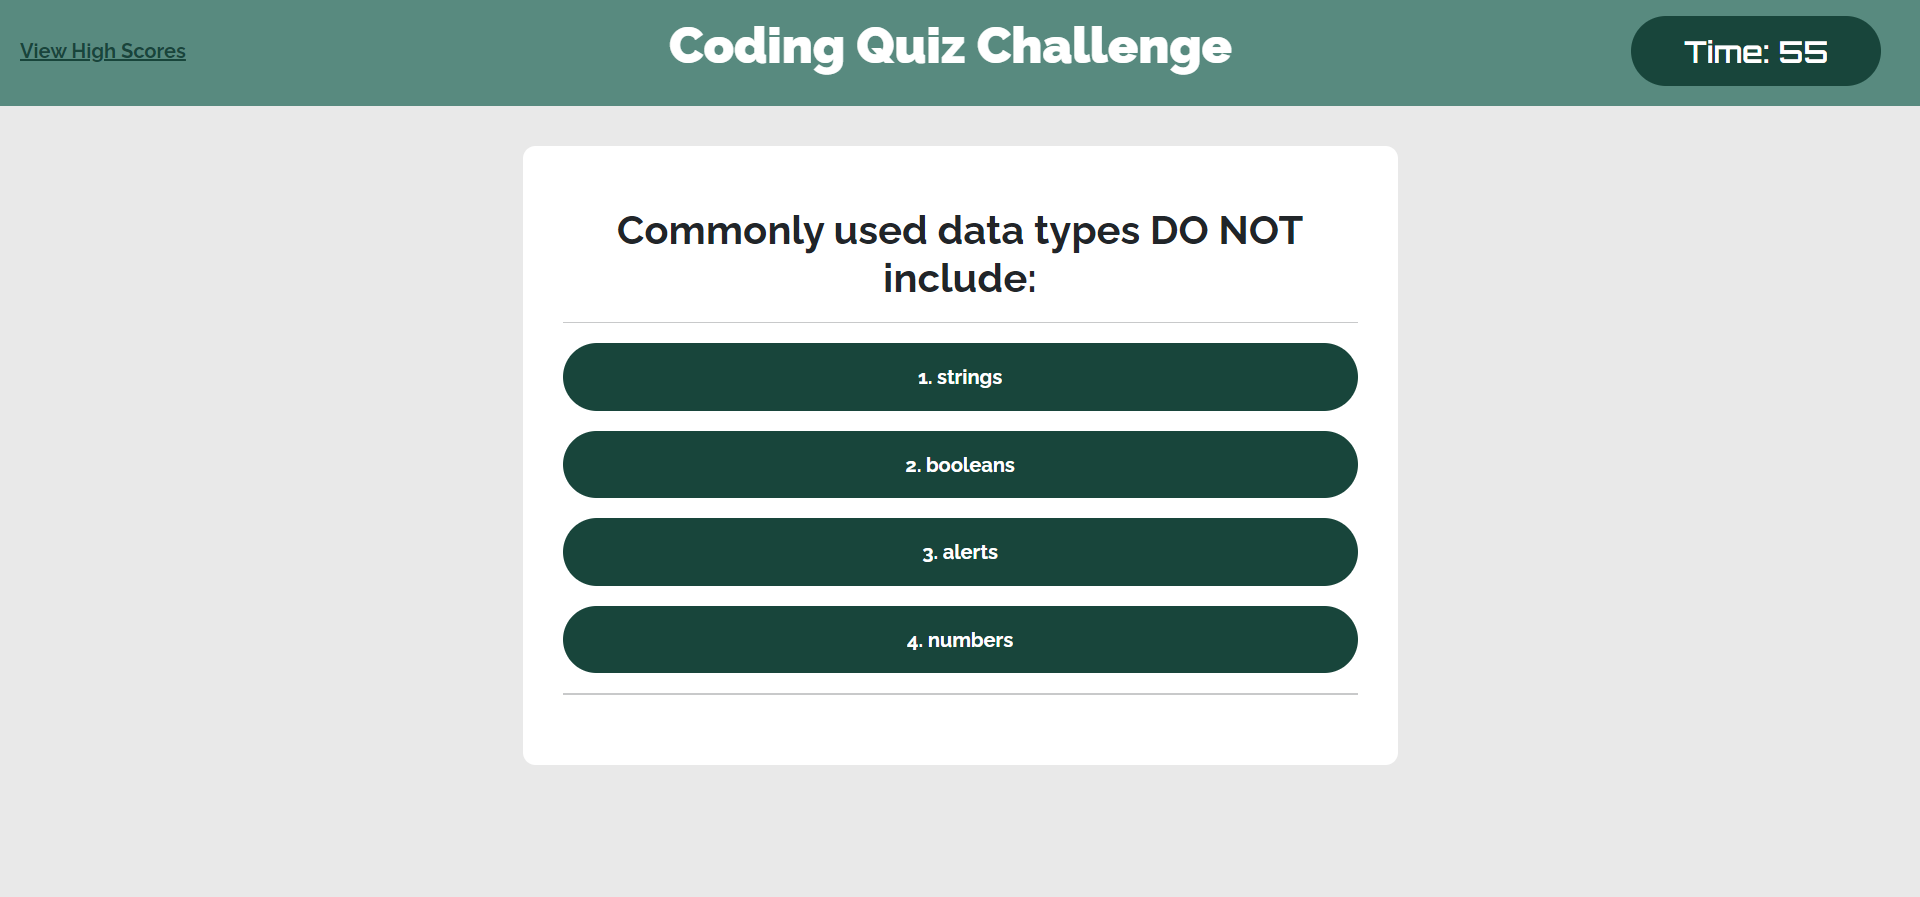 View High Scores
Coding Quiz Challenge
Time: 55
Commonly used data types DO NOT
include:
1. strings
2. booleans
3. alerts
4. numbers